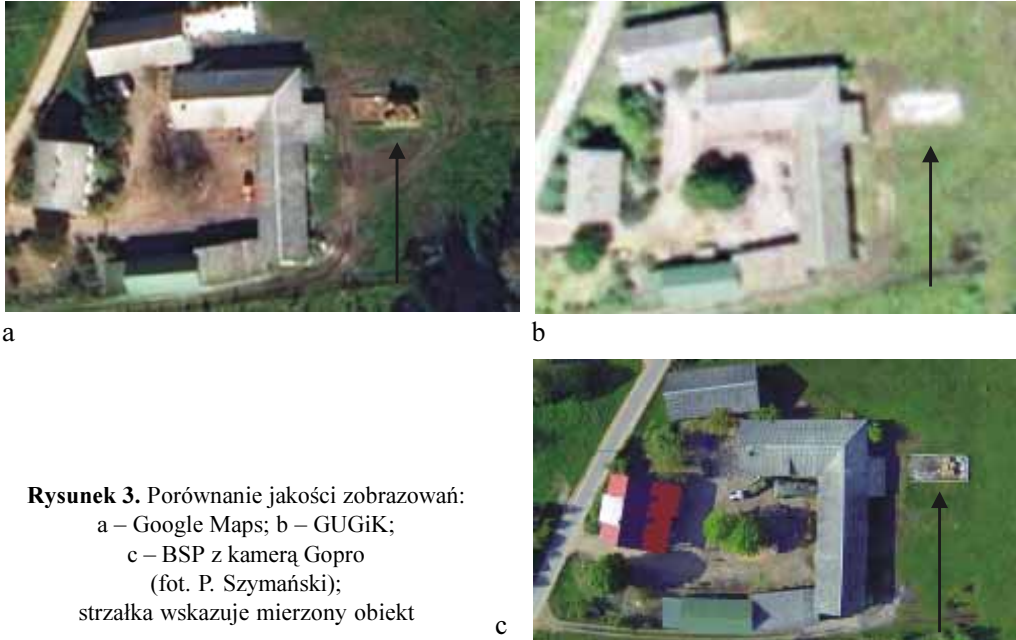 a
b
Rysunek 3. Porównanie jakości zobrazowań:
a – Google Maps; b – GUGiK;
c – BSP z kamerą Gopro
(fot. P. Szymański);
strzałka wskazuje mierzony obiekt
c